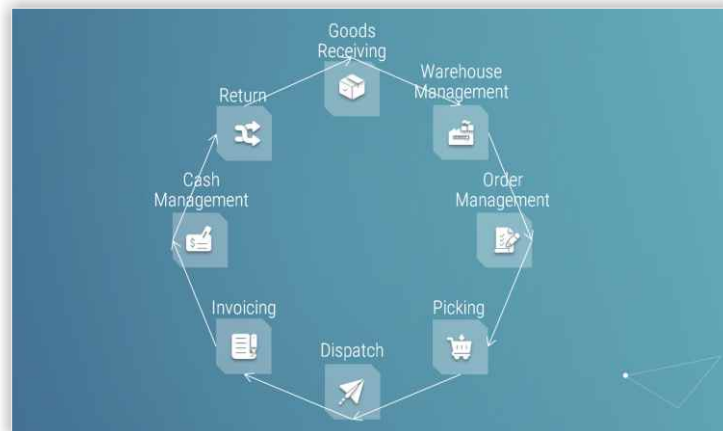 Goods
Receiving
Warehouse
Management
Return
Cash
Management
Order
Management
Invoicing
Picking
Dispatch